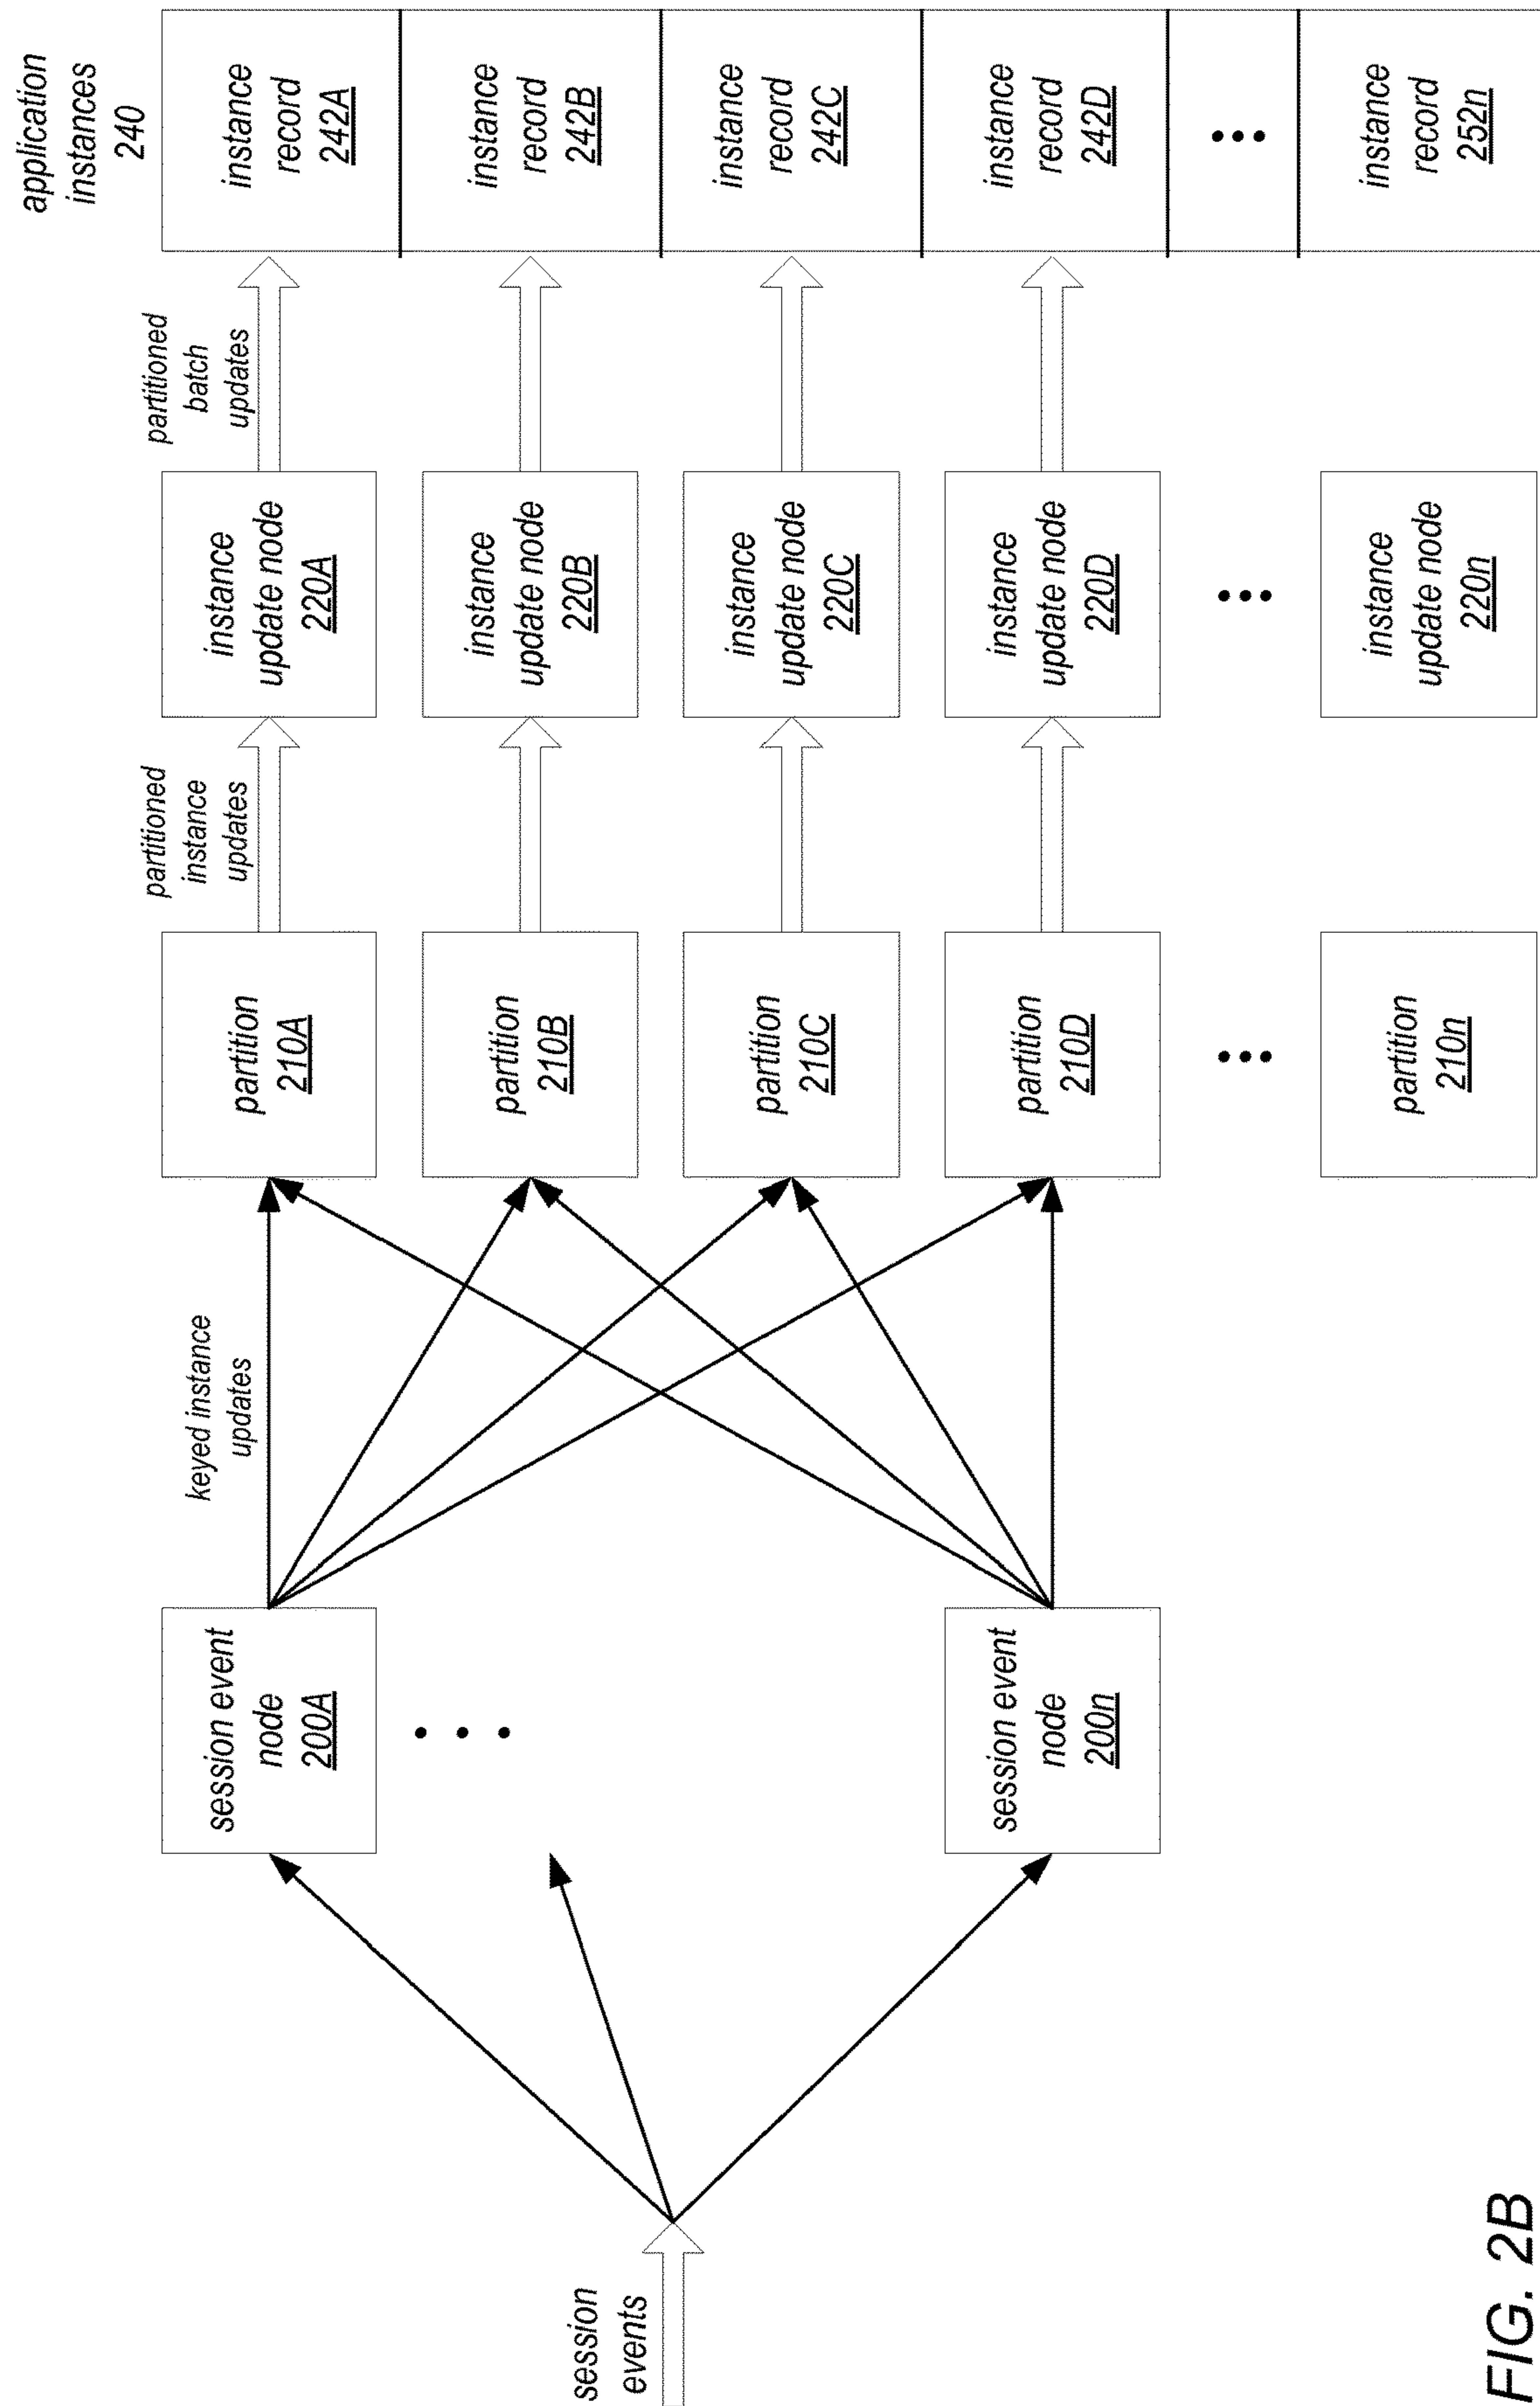 application
instances
240
session
events
session event
node
200A
session event
node
200n
keyed instance
updates
partition
210A
partition
210B
partition
210C
partition
210D
partition
210n
partitioned
instance
updates
instance
update node
220A
instance
update node
220B
instance
update node
220C
instance
update node
220D
instance
update node
220n
partitioned
batch
updates
instance
record
242A
instance
record
242B
instance
record
242C
instance
record
242D
instance
record
252n
FIG. 2B